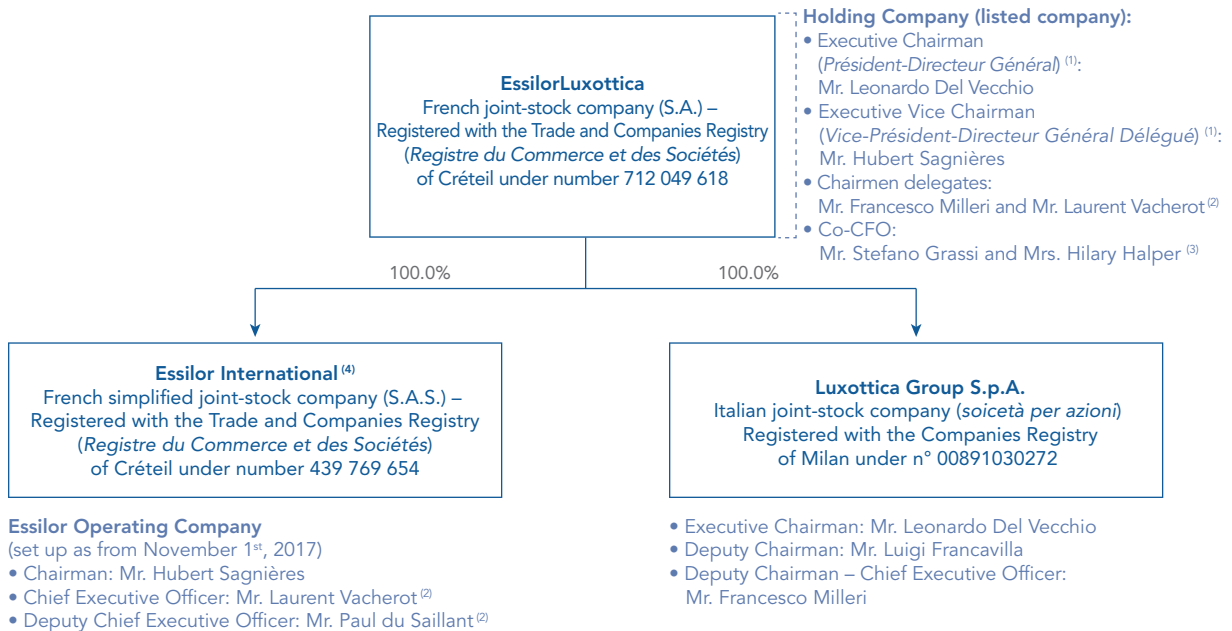 EssilorLuxottica
French joint-stock company (S.A.) –
Registered with the Trade and Companies Registry
(Registre du Commerce et des Sociétés)
of Créteil under number 712 049 618
Holding Company (listed company):
• Executive Chairman
(Président-Directeur Général) (1):
Mr. Leonardo Del Vecchio
• Executive Vice Chairman
(Vice-Président-Directeur Général Délégué) (1):
Mr. Hubert Sagnières
• Chairmen delegates:
Mr. Francesco Milleri and Mr. Laurent Vacherot (2)
• Co-CFO:
Mr. Stefano Grassi and Mrs. Hilary Halper (3)
100.0%
100.0%
Essilor International (4)
French simplified joint-stock company (S.A.S.) –
Registered with the Trade and Companies Registry
(Registre du Commerce et des Sociétés)
of Créteil under number 439 769 654
Luxottica Group S.p.A.
Italian joint-stock company (soicetà per azioni)
Registered with the Companies Registry
of Milan under n° 00891030272
Essilor Operating Company
(set up as from November 1st, 2017)
• Chairman: Mr. Hubert Sagnières
• Chief Executive Officer: Mr. Laurent Vacherot (2)
• Deputy Chief Executive Officer: Mr. Paul du Saillant (2)
• Executive Chairman: Mr. Leonardo Del Vecchio
• Deputy Chairman: Mr. Luigi Francavilla
• Deputy Chairman – Chief Executive Officer:
Mr. Francesco Milleri